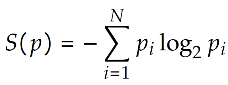 S(p) = − ∑_{i=1}^{N} p_i log_2 p_i